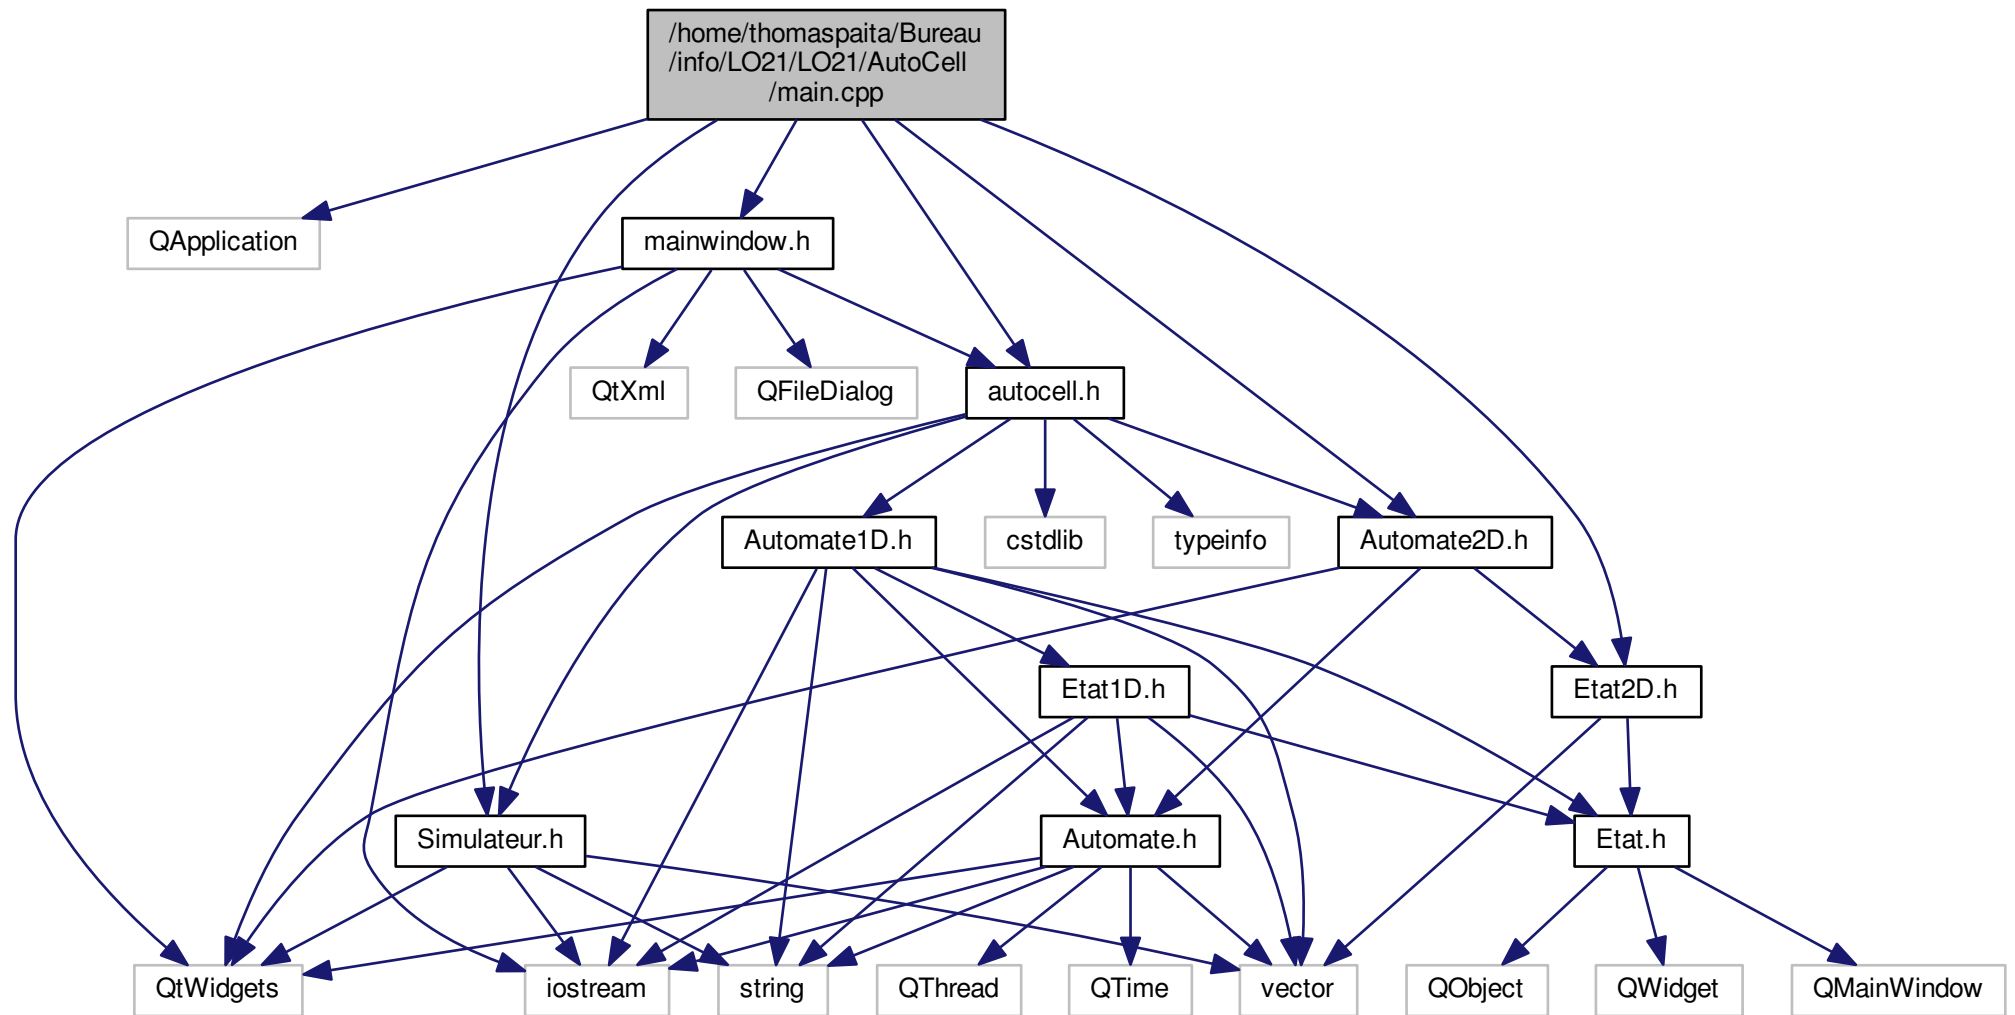 /home/thomaspaita/Bureau
/info/LO21/LO21/AutoCell
/main.cpp
QApplication
mainwindow.h
QtXml
QFileDialog
autocell.h
Automate1D.h
cstdlib
typeinfo
Automate2D.h
Etat1D.h
Etat2D.h
Simulateur.h
Automate.h
Etat.h
QtWidgets
iostream
string
QThread
QTime
vector
QObject
QWidget
QMainWindow